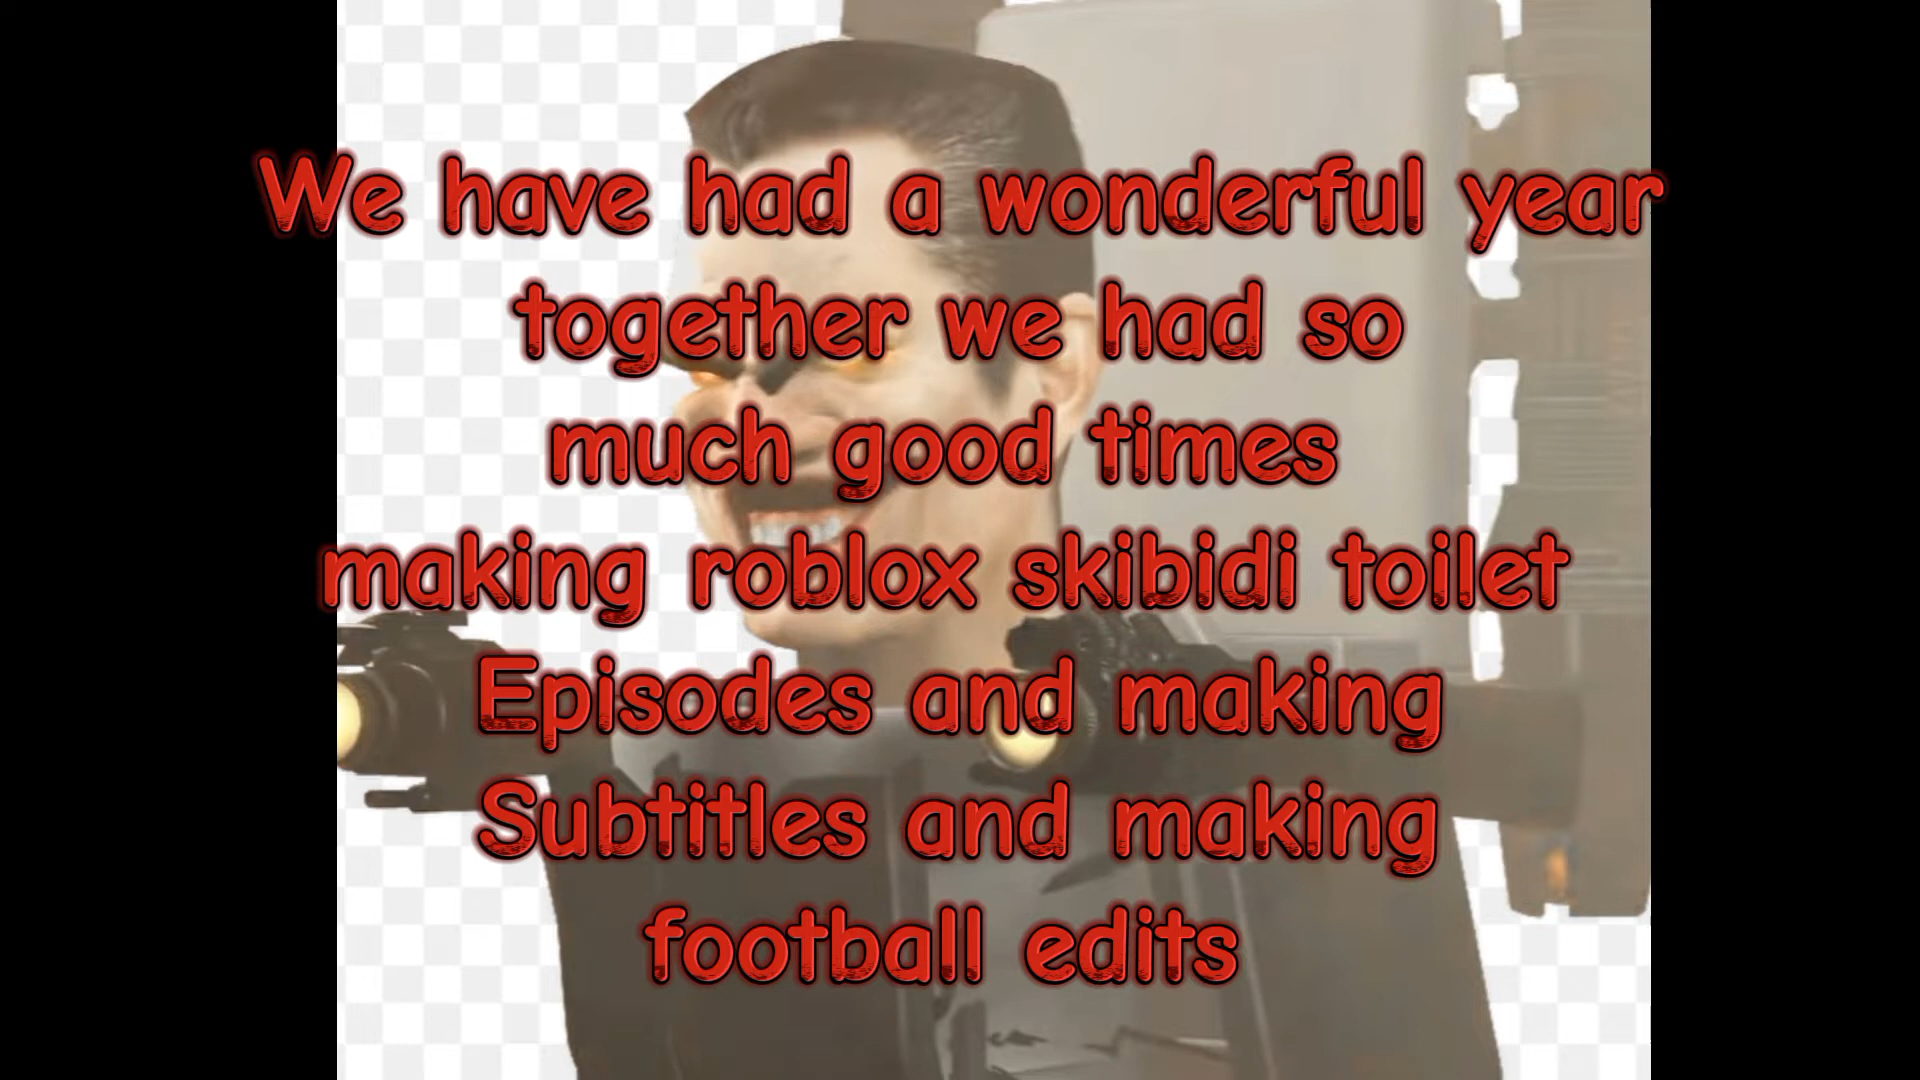 We have had a wonderful year
together we had so
much good times
making roblox skibidi toilet
Episodes and making
Subtitles and making
football edits